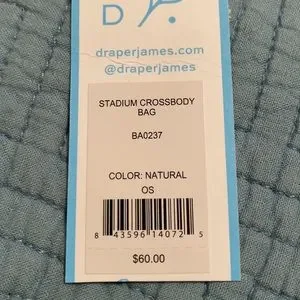 D
draperjames.com
@draperjames
STADIUM CROSSBODY
BAG
BA0237
COLOR: NATURAL
OS
8 43596 14072 5
$60.00